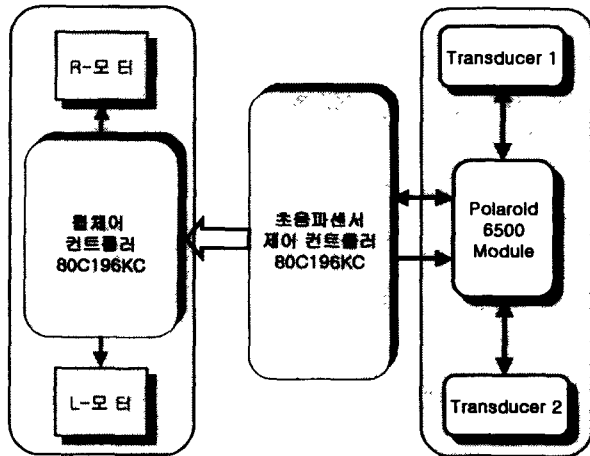 R-모 터
휠제어
컨트롤러
80C196KC
L-모 터
초음파센서
제어 컨트롤러
80C196KC
Transducer 1
Polaroid
6500
Module
Transducer 2